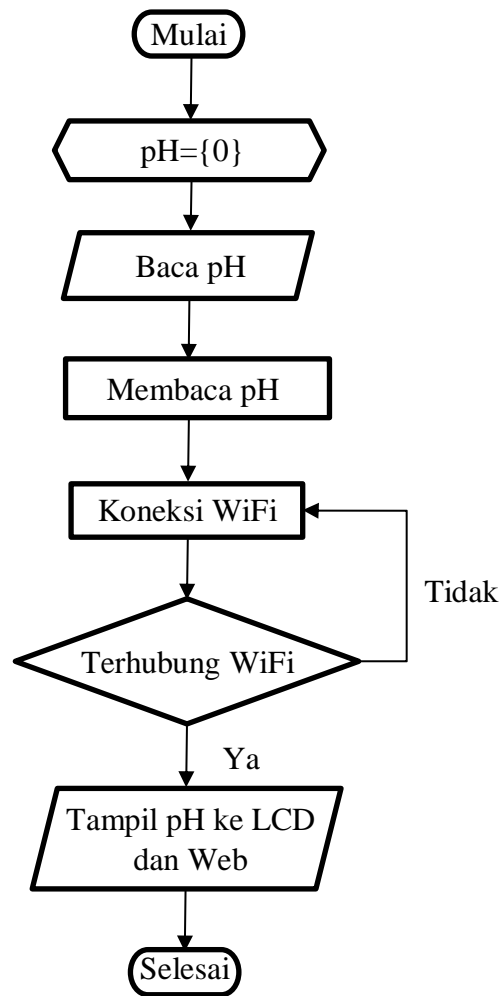 Mulai
pH={0}
Baca pH
Membaca pH
Koneksi WiFi
Tidak
Terhubung WiFi
Ya
Tampil pH ke LCD
dan Web
Selesai